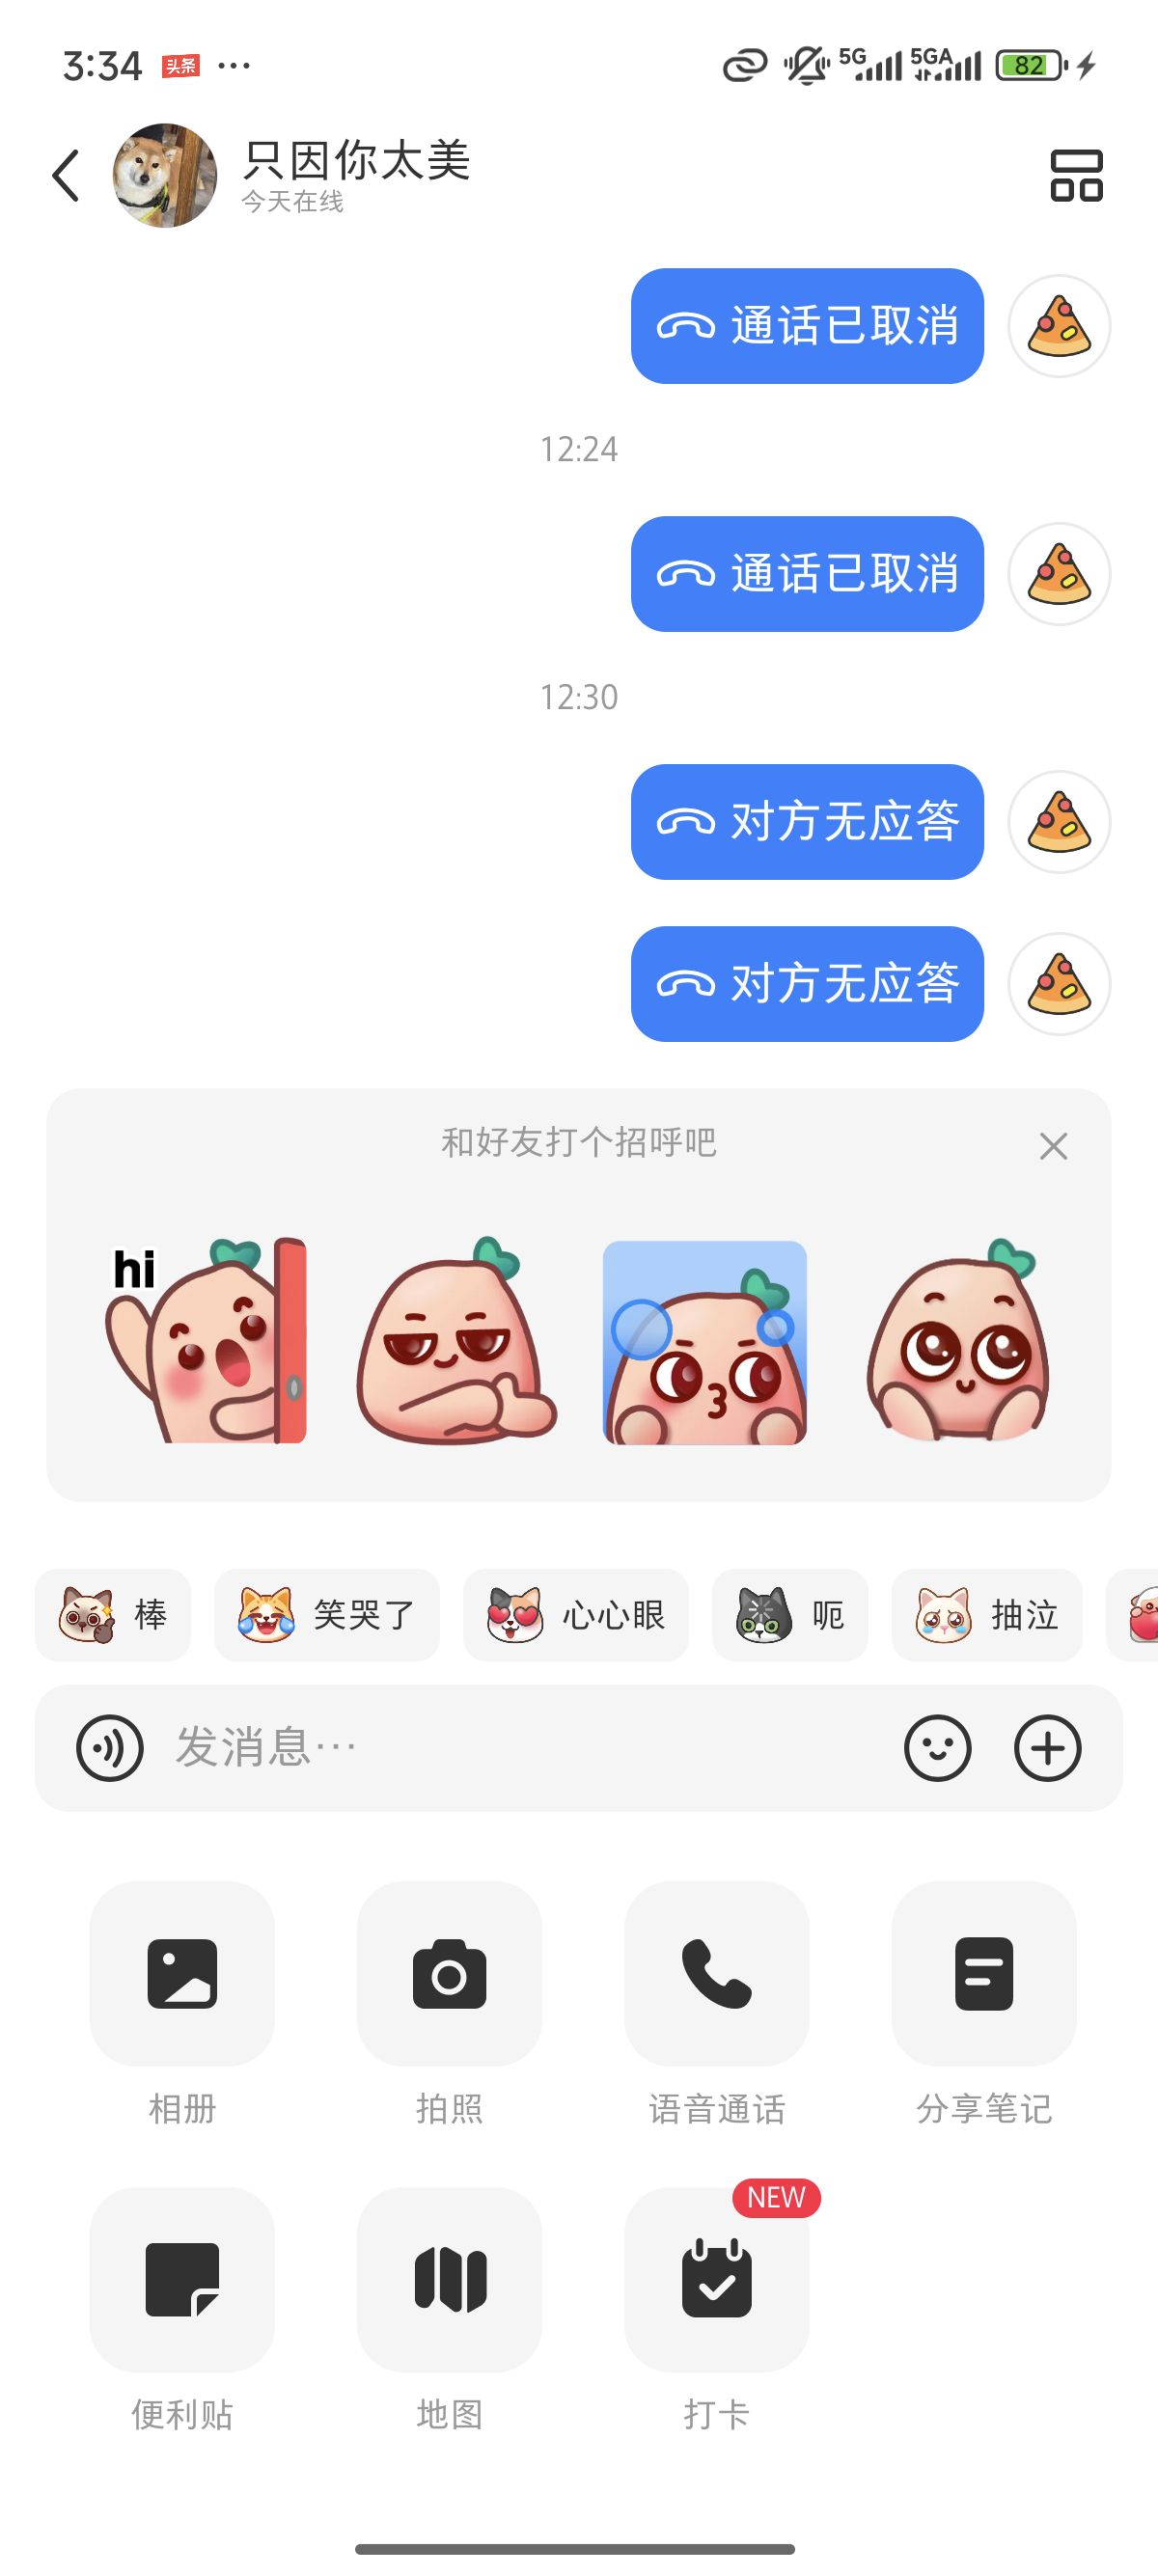 3:34 头条 ...
5G 5GA 82
只因你太美
今天在线
通话已取消
12:24
通话已取消
12:30
对方无应答
对方无应答
和好友打个招呼吧
hi
棒 笑哭了 心心眼 呃 抽泣
发消息...
相册 拍照 语音通话 分享笔记
NEW
便利贴 地图 打卡